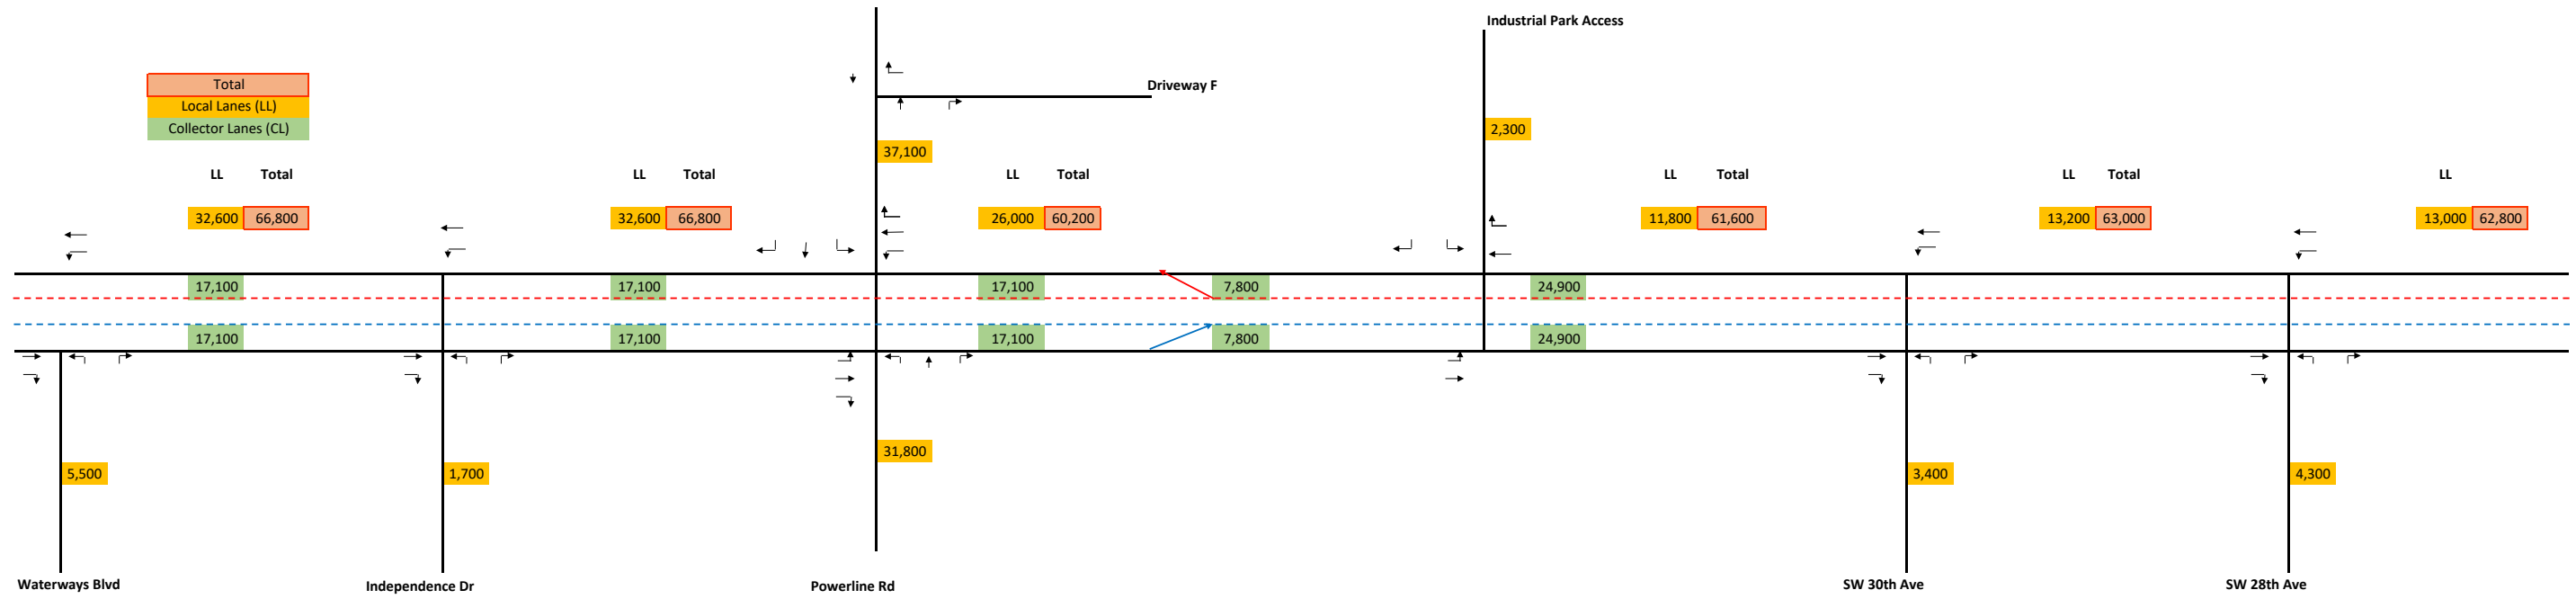 Industrial Park Access
Total
Local Lanes (LL)
Collector Lanes (CL)
Driveway F
2,300
37,100
LL Total
LL Total
LL Total
LL Total
LL Total
LL
32,600 66,800
32,600 66,800
26,000 60,200
11,800 61,600
13,200 63,000
13,000 62,800
17,100
17,100
17,100
7,800
24,900
17,100
17,100
17,100
7,800
24,900
31,800
5,500
1,700
3,400
4,300
Waterways Blvd
Independence Dr
Powerline Rd
SW 30th Ave
SW 28th Ave